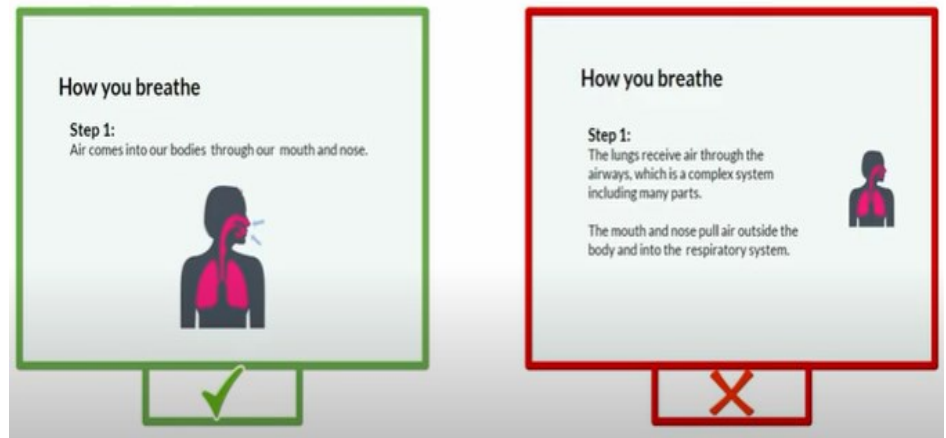 How you breathe
Step 1:
Air comes into our bodies through our mouth and nose.
How you breathe
Step 1:
The lungs receive air through the
airways, which is a complex system
including many parts.
The mouth and nose pull air outside the
body and into the respiratory system.